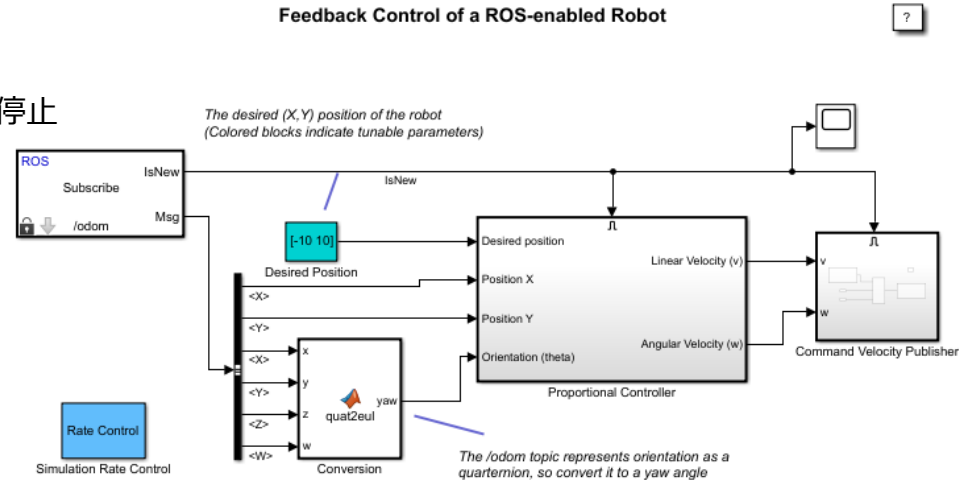 Feedback Control of a ROS-enabled Robot
?
停止
The desired (X,Y) position of the robot
(Colored blocks indicate tunable parameters)
ROS
IsNew
Subscribe
Msg
/odom
IsNew
[-10 10]
Desired Position
Desired position
Position X
Position Y
Orientation (theta)
Linear Velocity (v)
Angular Velocity (w)
Proportional Controller
v
w
Command Velocity Publisher
<X>
<Y>
<X>
<Y>
<Z>
<W>
x
y
z
w
yaw
quat2eul
Conversion
Rate Control
Simulation Rate Control
The /odom topic represents orientation as a
quarternion, so convert it to a yaw angle